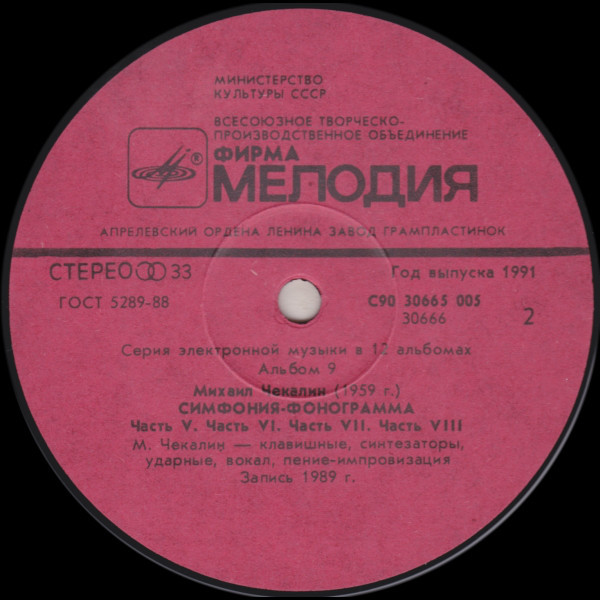 МИНИСТЕРСТВО
КУЛЬТУРЫ СССР
ВСЕСОЮЗНОЕ ТВОРЧЕСКО-
ПРОИЗВОДСТВЕННОЕ ОБЪЕДИНЕНИЕ
ФИРМА
® МЕЛОДИЯ
АПРЕЛЕВСКИЙ ОРДЕНА ЛЕНИНА ЗАВОД ГРАМПЛАСТИНОК
СТЕРЕО 33
Год выпуска 1991
ГОСТ 5289-88
С90 30665 005
30666
2
Серия электронной музыки в 12 альбомах
Альбом 9
Михаил Чекалин (1959 г.)
СИМФОНИЯ-ФОНОГРАММА
Часть V. Часть VI. Часть VII. Часть VIII
М. Чекалин — клавишные, синтезаторы,
ударные, вокал, пение-импровизация
Запись 1989 г.